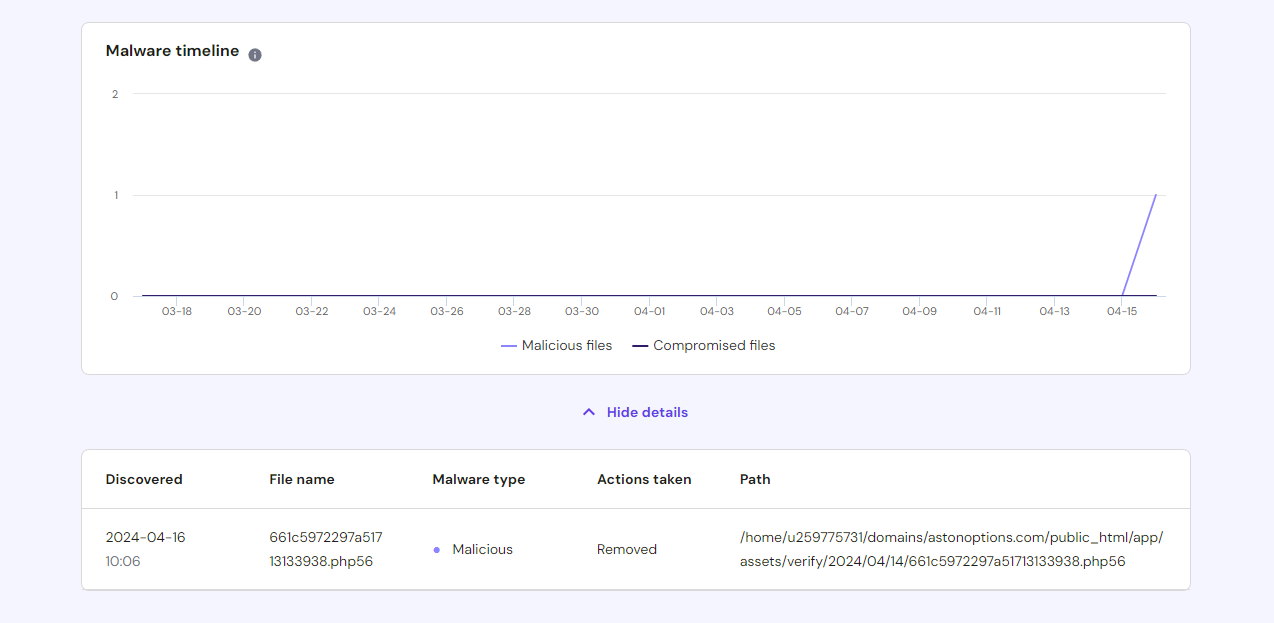 Malware timeline
2
1
0
03-18 03-20 03-22 03-24 03-26 03-28 03-30 04-01 04-03 04-05 04-07 04-09 04-11 04-13 04-15
Malicious files Compromised files
Hide details
Discovered File name Malware type Actions taken Path
2024-04-16 661c5972297a517 /home/u259775731/domains/astonoptions.com/public_html/app/
Malicious Removed
10:06 13133938.php56 assets/verify/2024/04/14/661c5972297a51713133938.php56